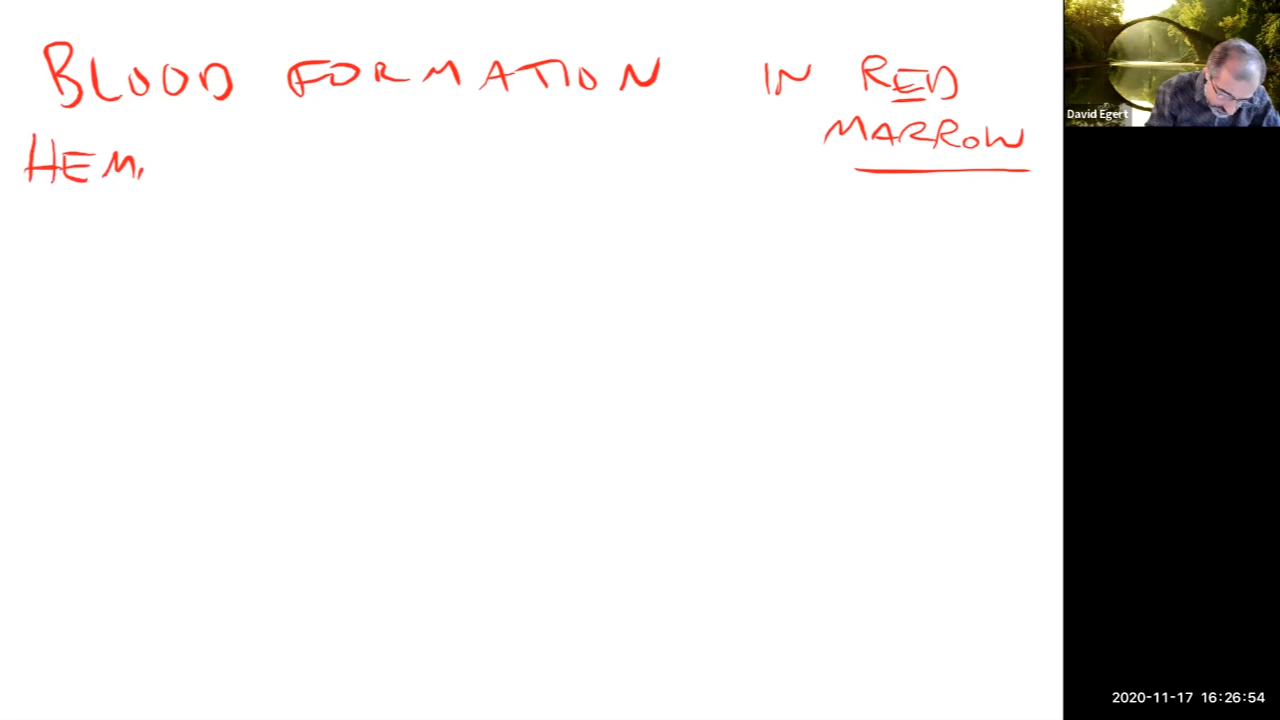 BLOOD FORMATION IN RED
MARROW
HEM
David Egert
2020-11-17 16:26:54